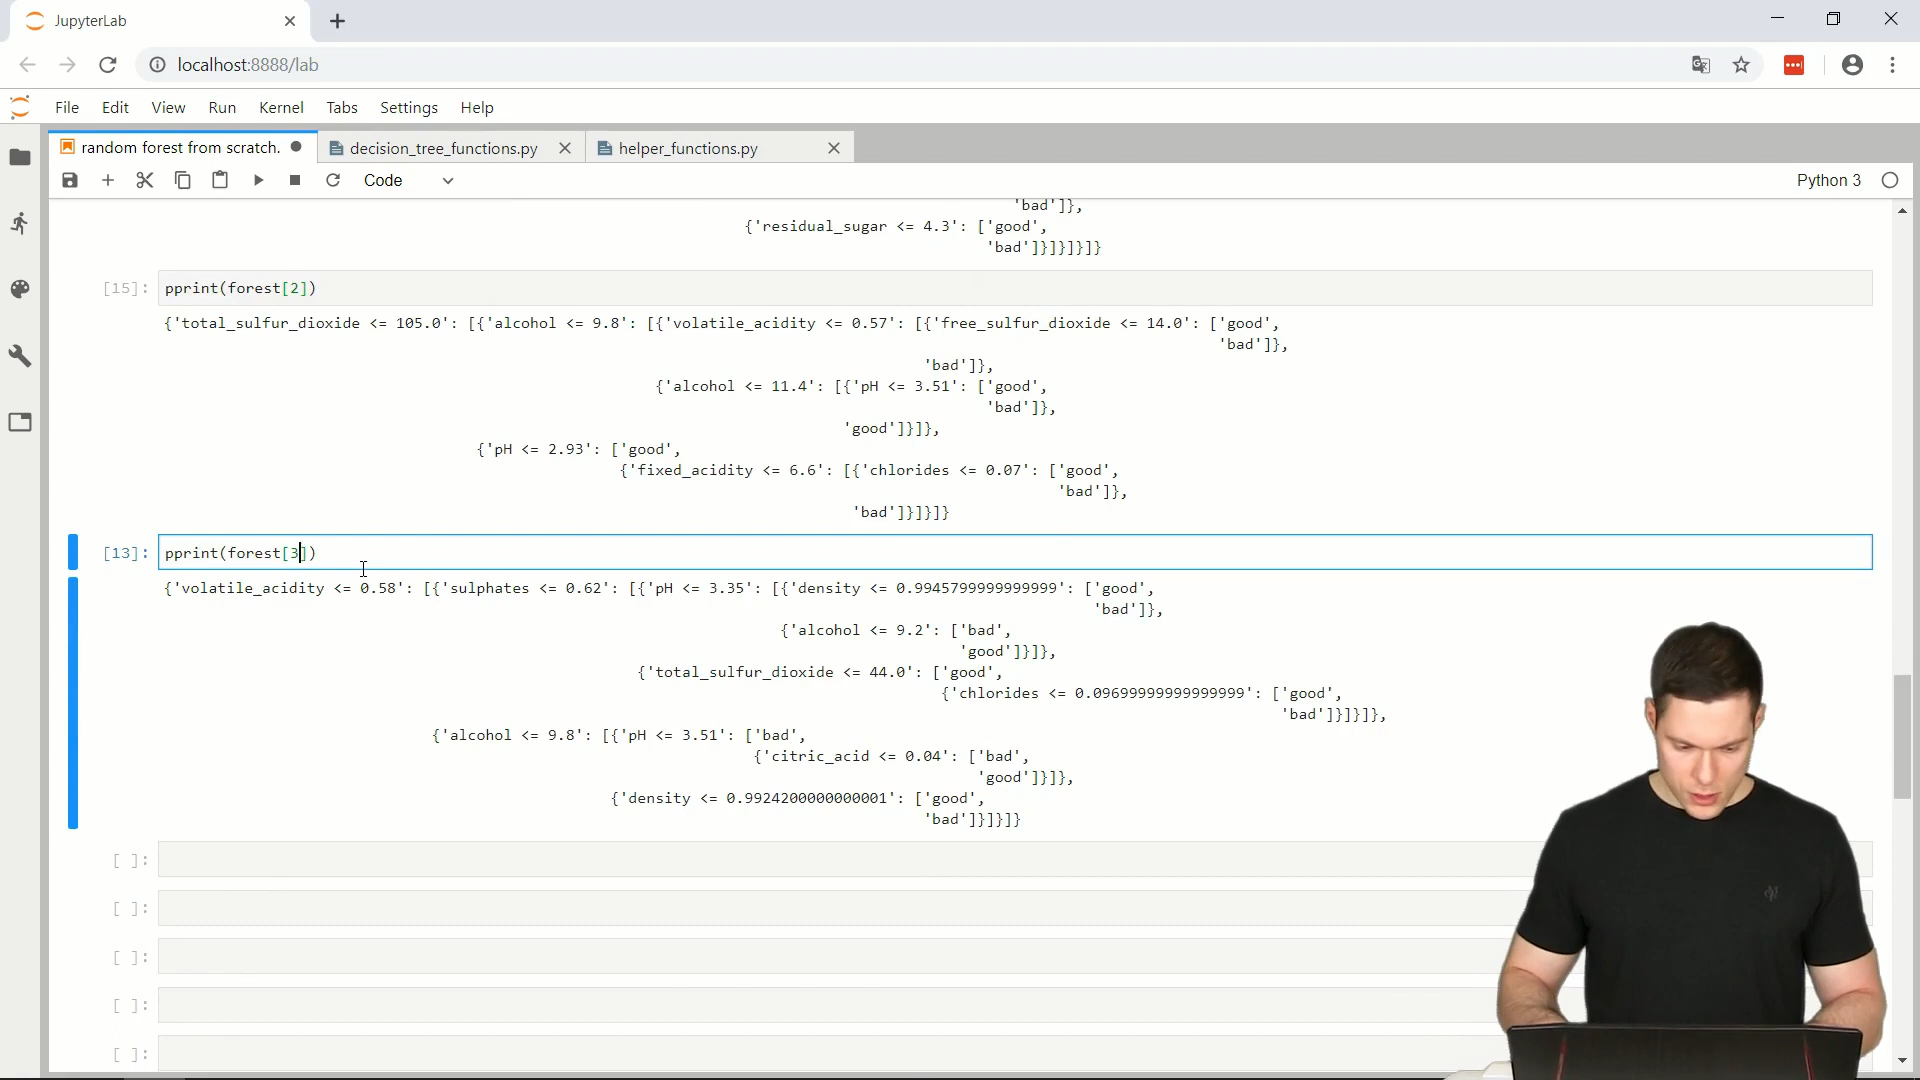 JupyterLab
localhost:8888/lab
File Edit View Run Kernel Tabs Settings Help
random forest from scratch. decision_tree_functions.py helper_functions.py
Code Python 3
'bad']},
{'residual_sugar <= 4.3': ['good',
'bad']}]}]}]}
[15]: pprint(forest[2])
{'total_sulfur_dioxide <= 105.0': [{'alcohol <= 9.8': [{'volatile_acidity <= 0.57': [{'free_sulfur_dioxide <= 14.0': ['good',
'bad']},
'bad']},
{'alcohol <= 11.4': [{'pH <= 3.51': ['good',
'bad']},
'good']}]},
{'pH <= 2.93': ['good',
{'fixed_acidity <= 6.6': [{'chlorides <= 0.07': ['good',
'bad']},
'bad']}]}]}
[13]: pprint(forest[3])
{'volatile_acidity <= 0.58': [{'sulphates <= 0.62': [{'pH <= 3.35': [{'density <= 0.9945799999999999': ['good',
'bad']},
{'alcohol <= 9.2': ['bad',
'good']}]},
{'total_sulfur_dioxide <= 44.0': ['good',
{'chlorides <= 0.09699999999999999': ['good',
'bad']}]}]},
{'alcohol <= 9.8': [{'pH <= 3.51': ['bad',
{'citric_acid <= 0.04': ['bad',
'good']}]},
{'density <= 0.9924200000000001': ['good',
'bad']}]}]}
[ ]:
[ ]:
[ ]:
[ ]:
[ ]: